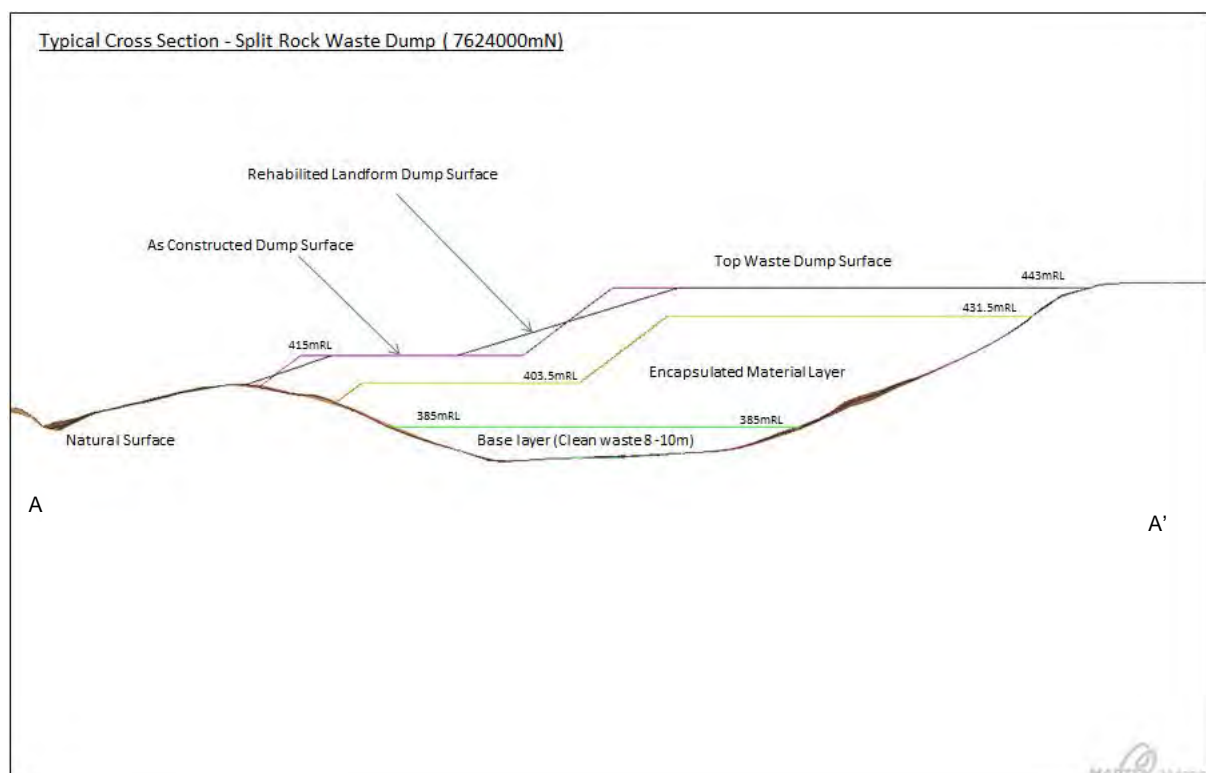 Typical Cross Section - Split Rock Waste Dump ( 7624000mN)
Rehabilited Landform Dump Surface
As Constructed Dump Surface
Top Waste Dump Surface
443mRL
431.5mRL
415mRL
403.5mRL
Encapsulated Material Layer
385mRL
385mRL
Natural Surface
Base layer (Clean waste 8 -10m)
A
A’